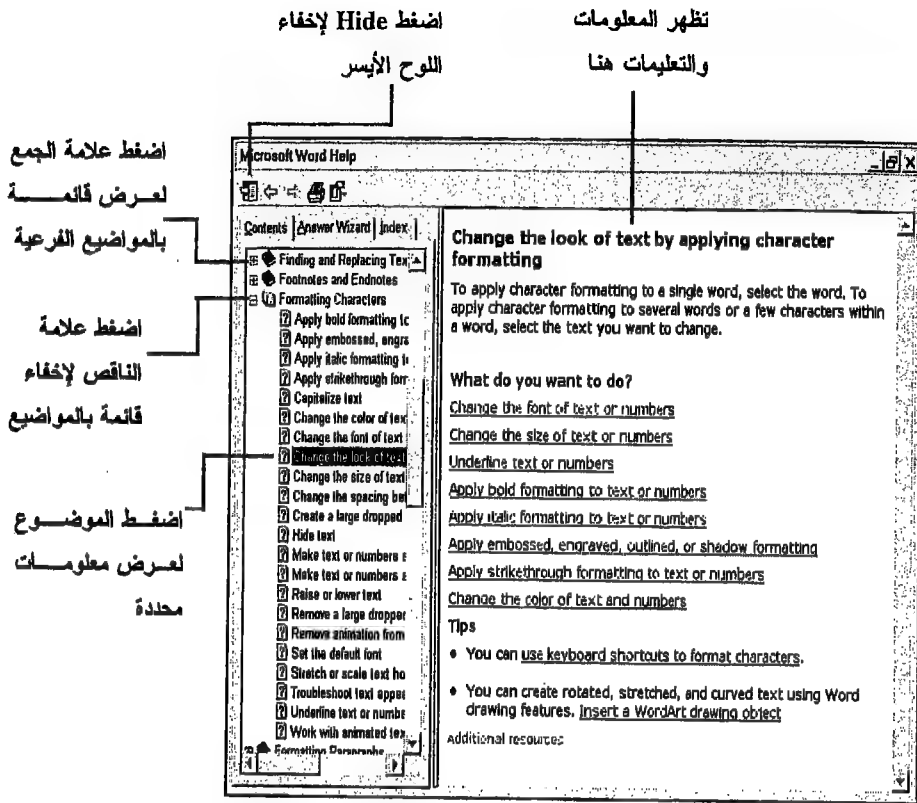 تظهر المعلومات
والتعليمات هنا
اضغط Hide لإخفاء
اللوح الأيسر
اضغط علامة الجمع
لعرض قائمة
بالمواضيع الفرعية
اضغط علامة
الناقص لإخفاء
قائمة بالمواضيع
اضغط الموضوع
لعرض معلومات
محددة
Microsoft Word Help
Contents Answer Wizard Index
Finding and Replacing Tex
Footnotes and Endnotes
Formatting Characters
Apply bold formatting tc
Apply embossed, engra
Apply italic formatting to
Apply strikethrough forr
Capitalize text
Change the color of tex
Change the font of text
Change the look of text
Change the size of text
Change the spacing bet
Create a large dropped
Hide text
Make text or numbers s
Make text or numbers s
Raise or lower text
Remove a large dropper
Remove animation from
Set the default font
Stretch or scale text ho
Troubleshoot text appea
Underline text or numbe
Work with animated tex
Formatting Paragraphs
Change the look of text by applying character
formatting
To apply character formatting to a single word, select the word. To
apply character formatting to several words or a few characters within
a word, select the text you want to change.
What do you want to do?
Change the font of text or numbers
Change the size of text or numbers
Underline text or numbers
Apply bold formatting to text or numbers
Apply italic formatting to text or numbers
Apply embossed, engraved, outlined, or shadow formatting
Apply strikethrough formatting to text or numbers
Change the color of text and numbers
Tips
• You can use keyboard shortcuts to format characters.
• You can create rotated, stretched, and curved text using Word
drawing features. Insert a WordArt drawing object
Additional resources